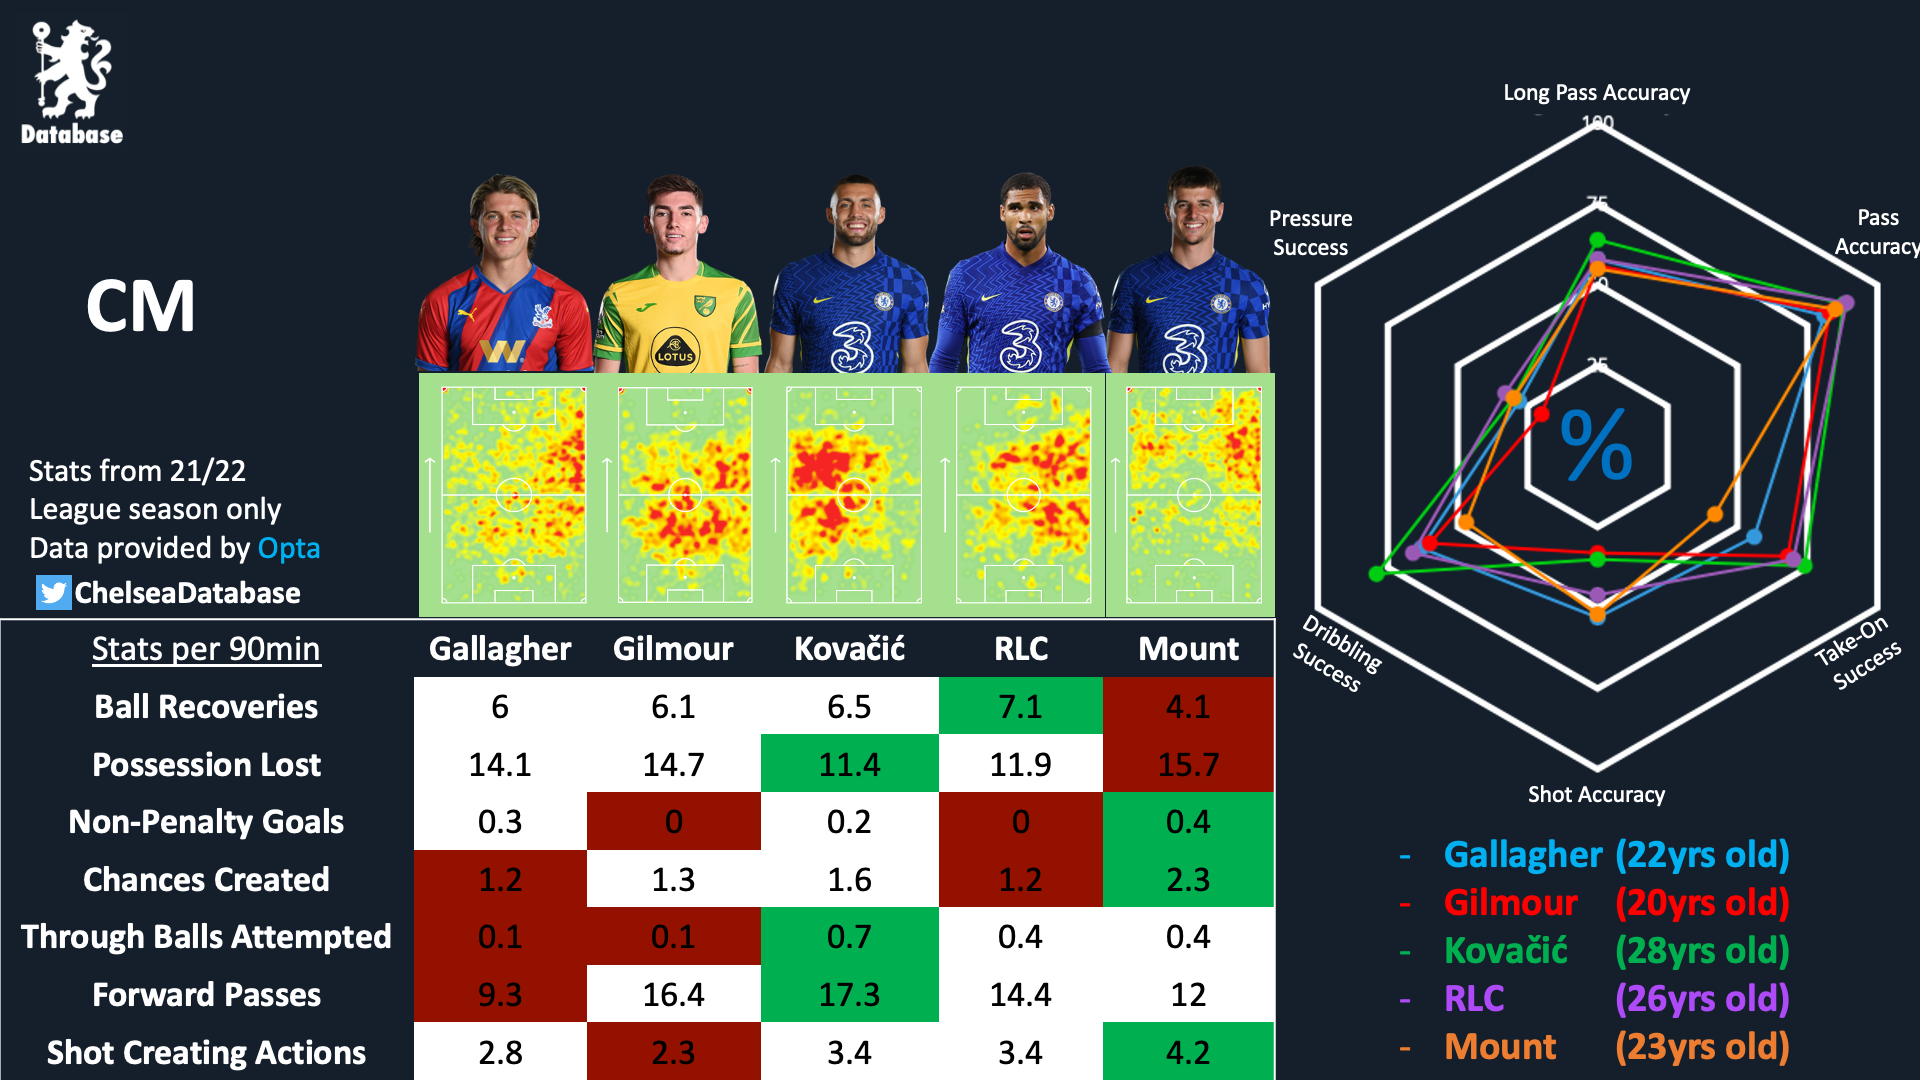 Database
CM
Stats from 21/22
League season only
Data provided by Opta
ChelseaDatabase
LOTUS
3
3
3
Stats per 90min Gallagher Gilmour Kovačić RLC Mount
Ball Recoveries 6 6.1 6.5 7.1 4.1
Possession Lost 14.1 14.7 11.4 11.9 15.7
Non-Penalty Goals 0.3 0 0.2 0 0.4
Chances Created 1.2 1.3 1.6 1.2 2.3
Through Balls Attempted 0.1 0.1 0.7 0.4 0.4
Forward Passes 9.3 16.4 17.3 14.4 12
Shot Creating Actions 2.8 2.3 3.4 3.4 4.2
Long Pass Accuracy
100
75
25
%
Pressure
Success
Pass
Accuracy
Dribbling
Success
Take-On
Success
Shot Accuracy
- Gallagher (22yrs old)
- Gilmour (20yrs old)
- Kovačić (28yrs old)
- RLC (26yrs old)
- Mount (23yrs old)